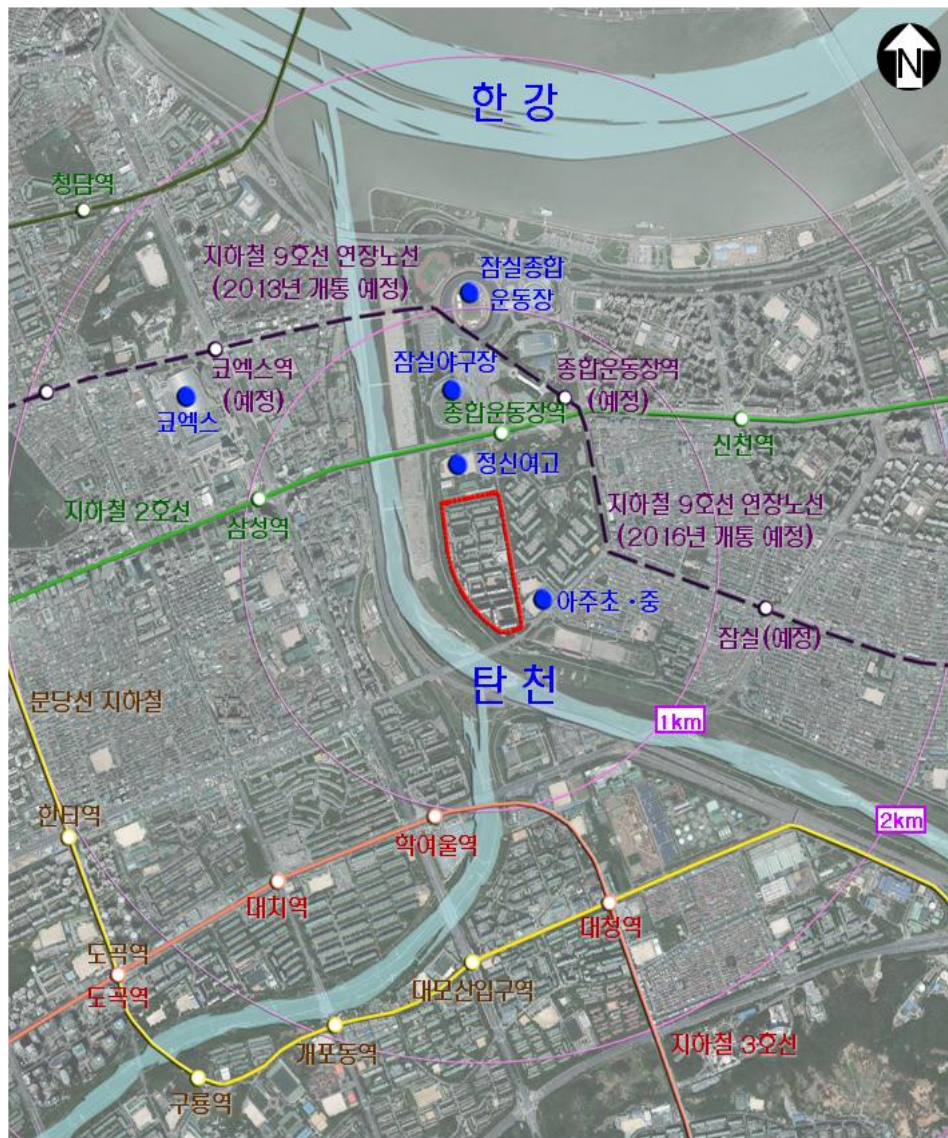 N
한 강
청담역
지하철 9호선 연장노선
(2013년 개통 예정)
잠실종합
운동장
코엑스역
(예정)
잠실야구장
종합운동장역
(예정)
코엑스
종합운동장역
신천역
정신여고
지하철 2호선
삼성역
지하철 9호선 연장노선
(2016년 개통 예정)
아주초 · 중
잠실(예정)
탄 천
분당선 지하철
1km
2km
한티역
학여울역
대치역
대청역
도곡역
도곡역
대모산입구역
개포동역
지하철 3호선
구룡역